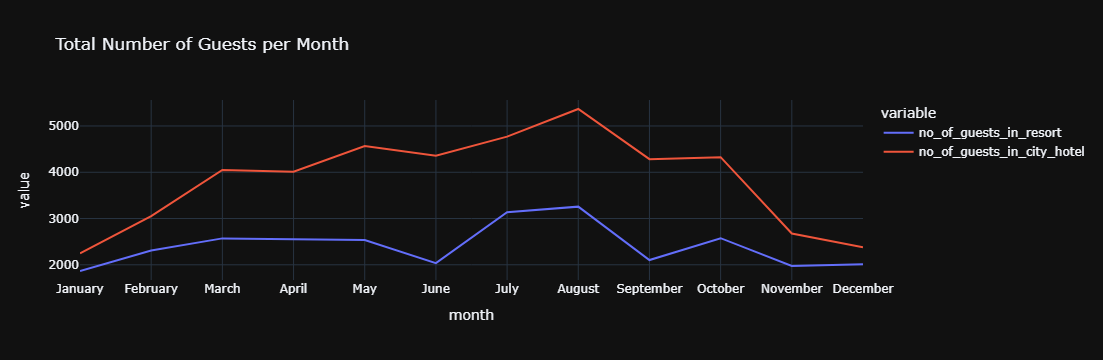 Total Number of Guests per Month
variable
no_of_guests_in_resort
no_of_guests_in_city_hotel
value
5000
4000
3000
2000
January February March April May June July August September October November December
month